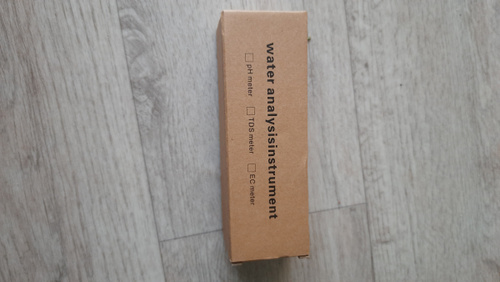 water analysisinstrument
pH meter TDS meter EC meter